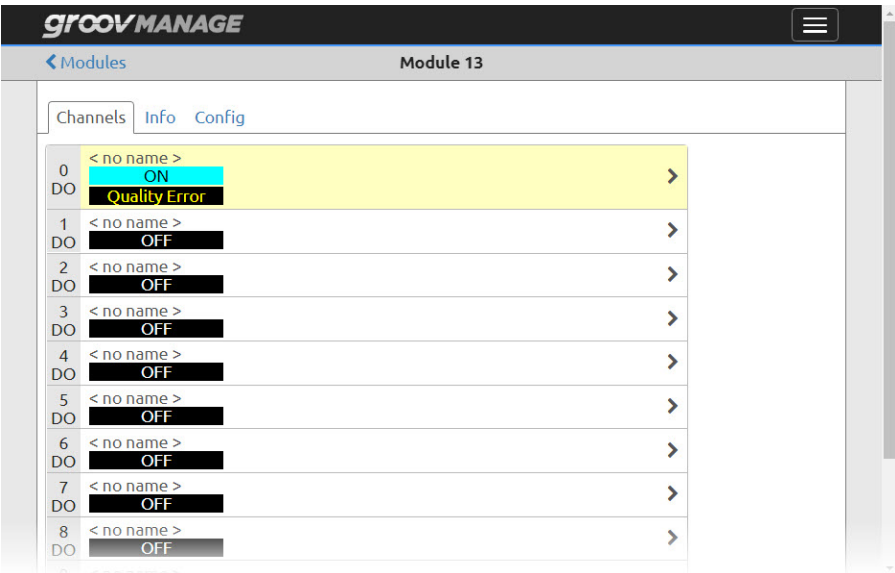 groov MANAGE
Modules
Module 13
Channels Info Config
0 DO
< no name >
ON
Quality Error
1 DO
< no name >
OFF
2 DO
< no name >
OFF
3 DO
< no name >
OFF
4 DO
< no name >
OFF
5 DO
< no name >
OFF
6 DO
< no name >
OFF
7 DO
< no name >
OFF
8 DO
< no name >
OFF